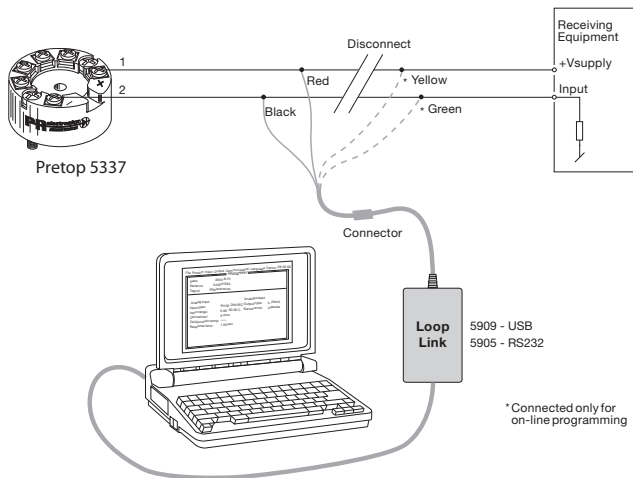 Receiving
Equipment
Disconnect
1
+Vsupply
Red
* Yellow
2
Input
Black
* Green
PR
Pretop 5337
Connector
Loop
Link
5909 - USB
5905 - RS232
* Connected only for
on-line programming